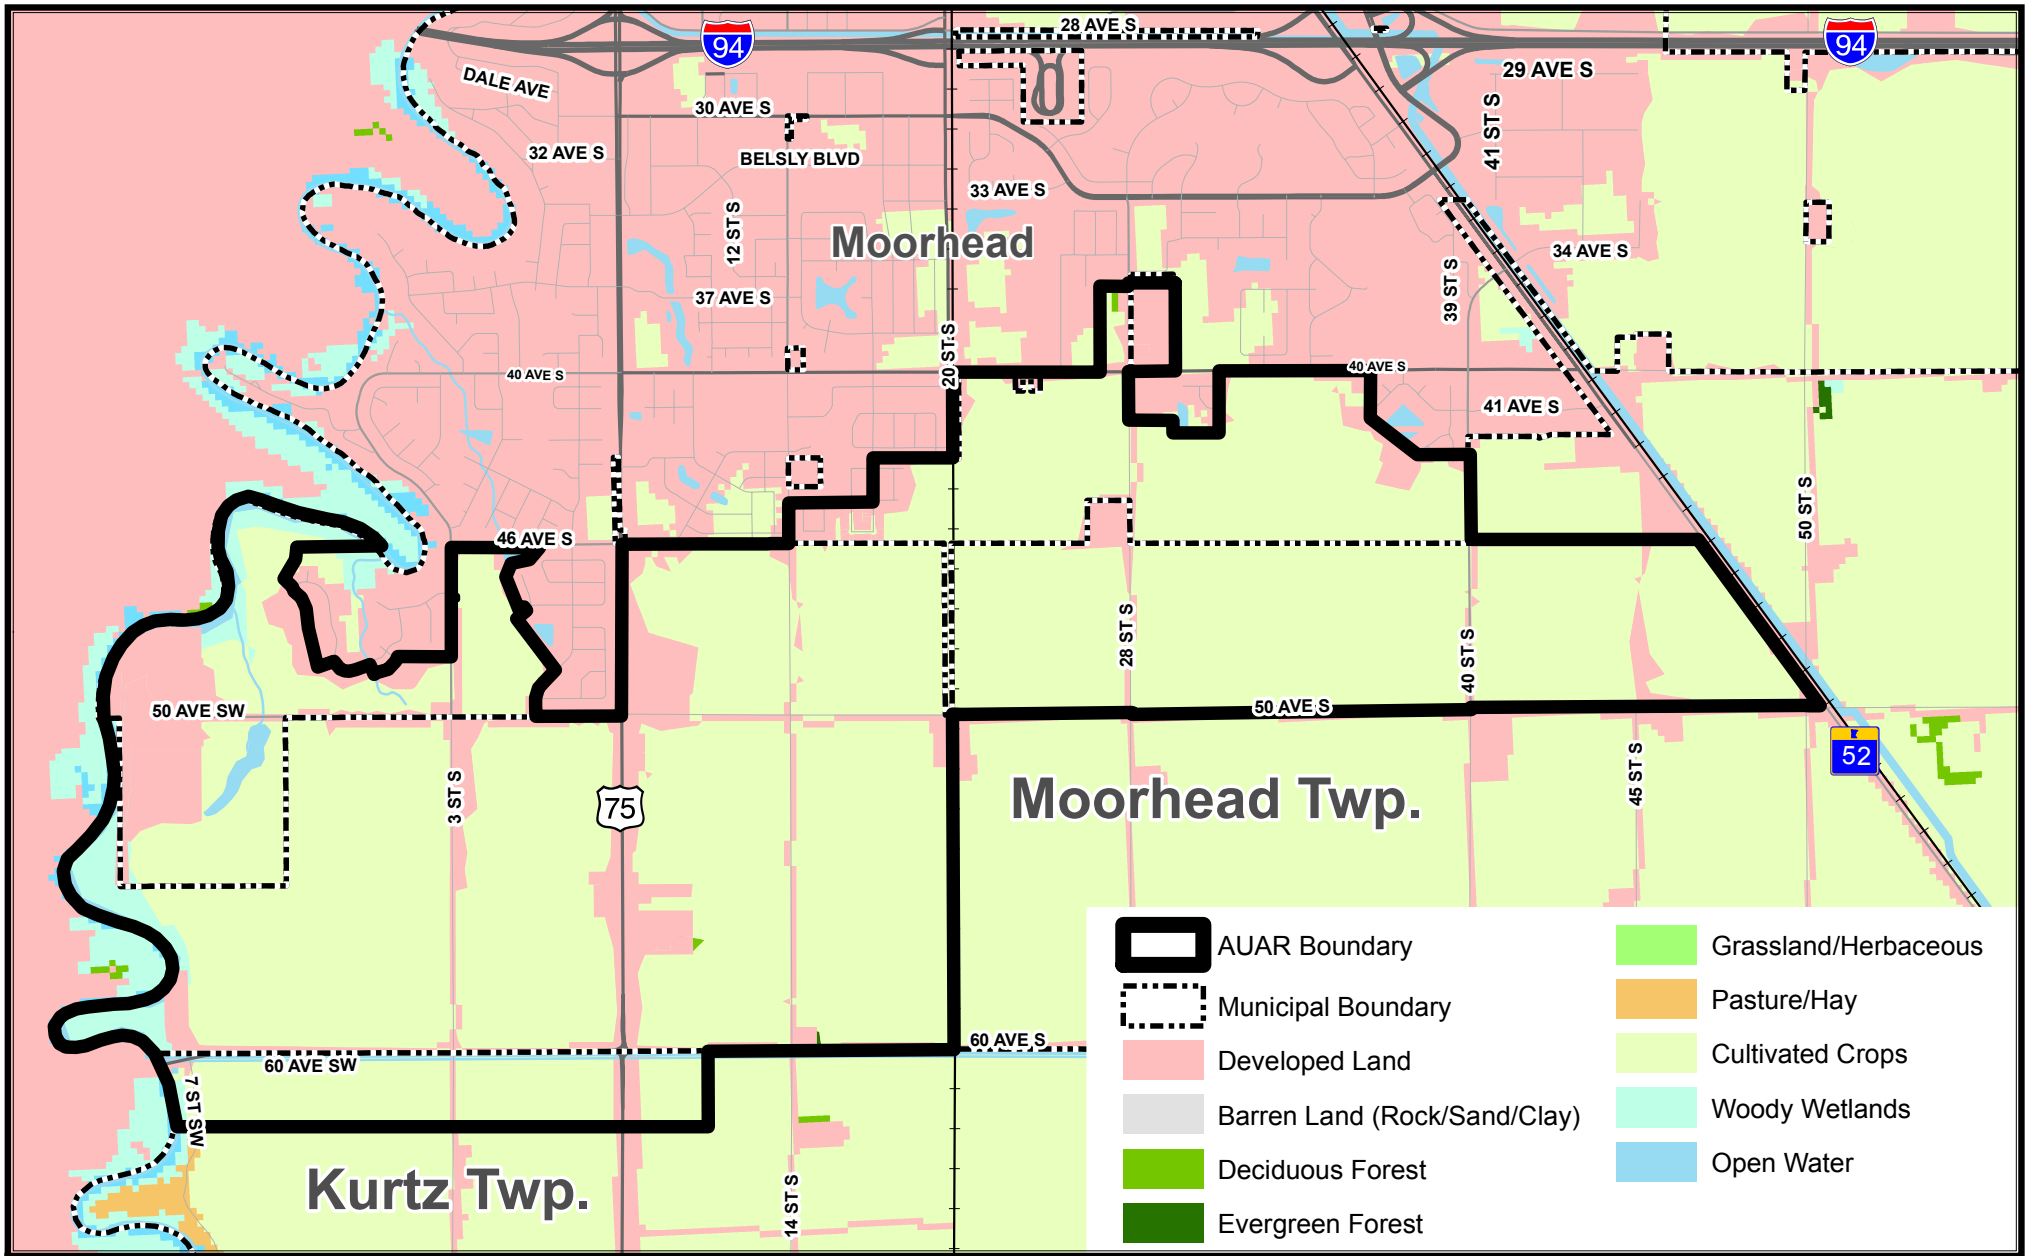 28 AVE S
94
94
DALE AVE
29 AVE S
30 AVE S
41 ST S
32 AVE S
BELSLY BLVD
33 AVE S
12 ST S
Moorhead
34 AVE S
39 ST S
37 AVE S
20 ST S
40 AVE S
40 AVE S
41 AVE S
50 ST S
46 AVE S
28 ST S
40 ST S
50 AVE SW
50 AVE S
52
3 ST S
75
Moorhead Twp.
45 ST S
60 AVE S
60 AVE SW
7 ST SW
Kurtz Twp.
14 ST S
AUAR Boundary
Municipal Boundary
Developed Land
Barren Land (Rock/Sand/Clay)
Deciduous Forest
Evergreen Forest
Grassland/Herbaceous
Pasture/Hay
Cultivated Crops
Woody Wetlands
Open Water